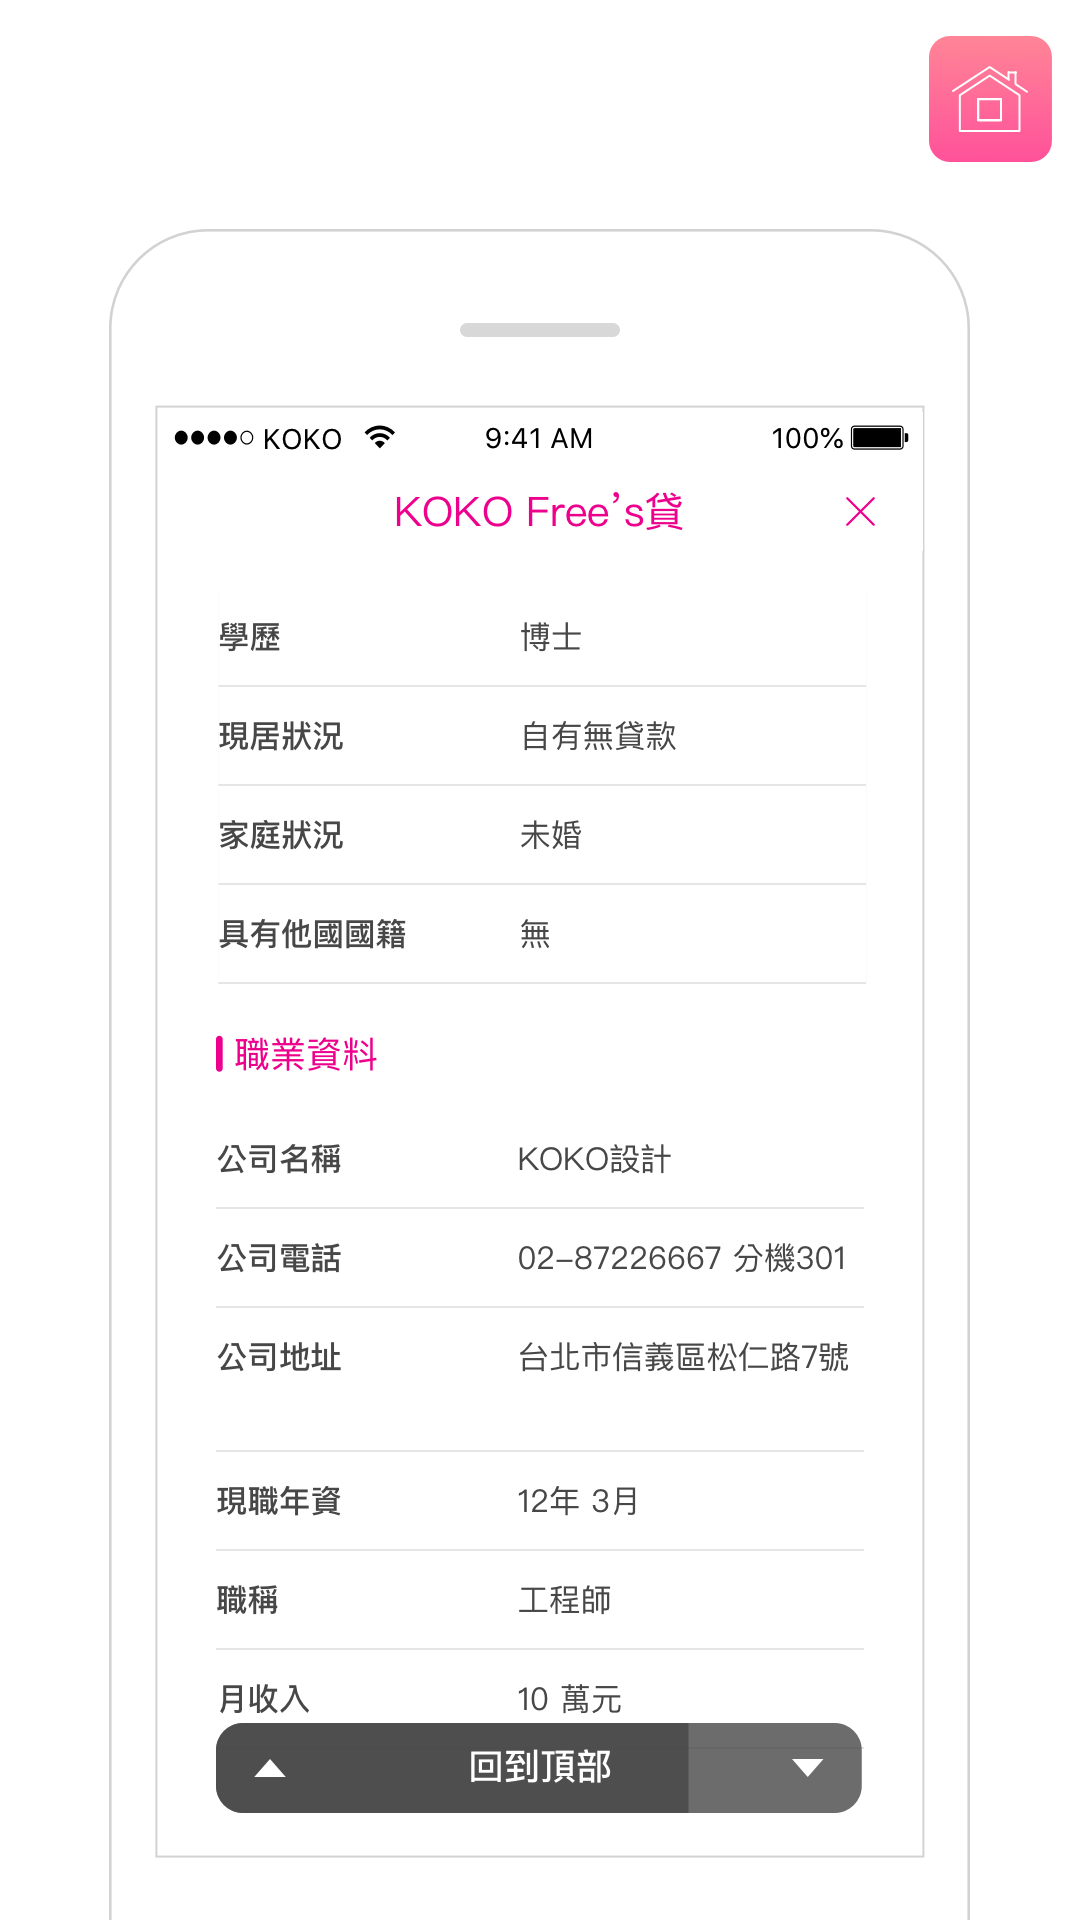 KOKO 9:41 AM 100%
KOKO Free's貸
學歷 博士
現居狀況 自有無貸款
家庭狀況 未婚
具有他國國籍 無
職業資料
公司名稱 KOKO設計
公司電話 02-87226667 分機301
公司地址 台北市信義區松仁路7號
現職年資 12年 3月
職稱 工程師
月收入 10 萬元
回到頂部